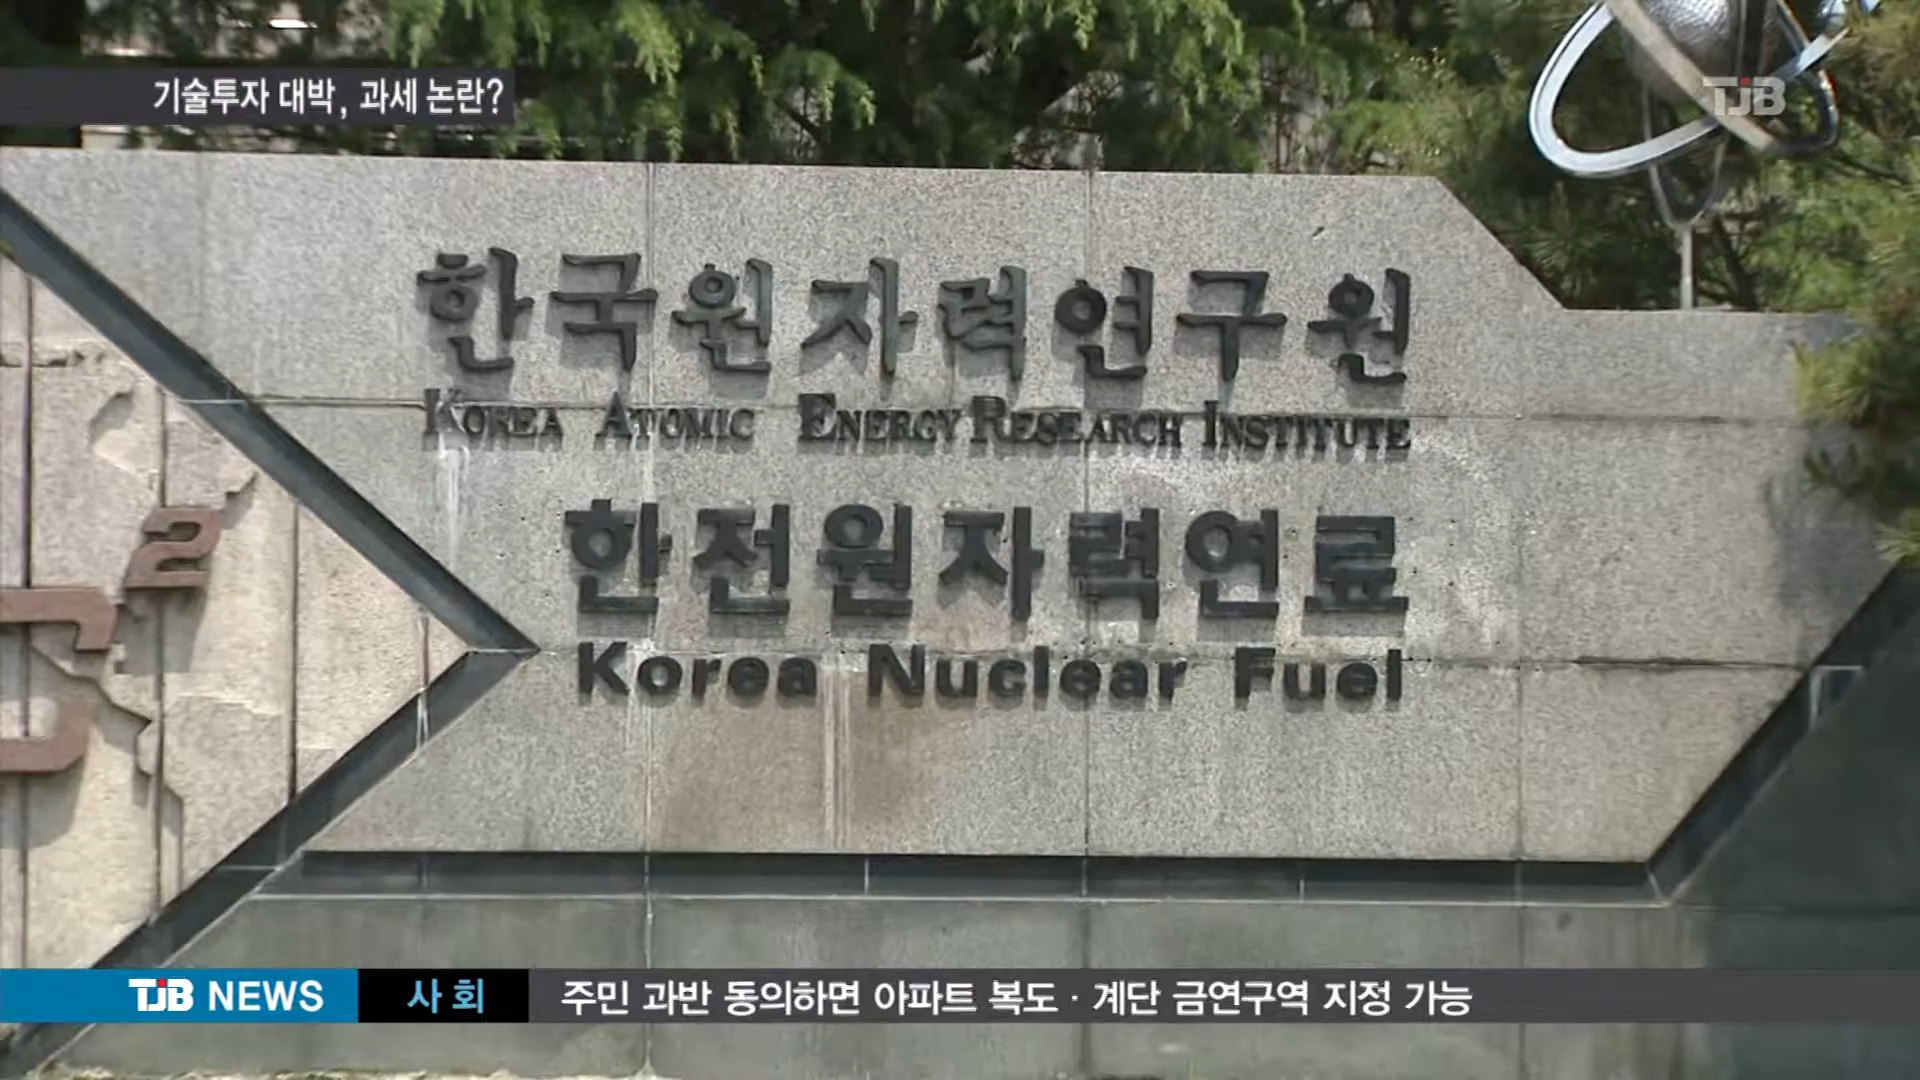 기술투자 대박, 과세 논란?
TJB
한국원자력연구원
KOREA ATOMIC ENERGY RESEARCH INSTITUTE
한전원자력연료
Korea Nuclear Fuel
2
TJB NEWS 사회 주민 과반 동의하면 아파트 복도·계단 금연구역 지정 가능